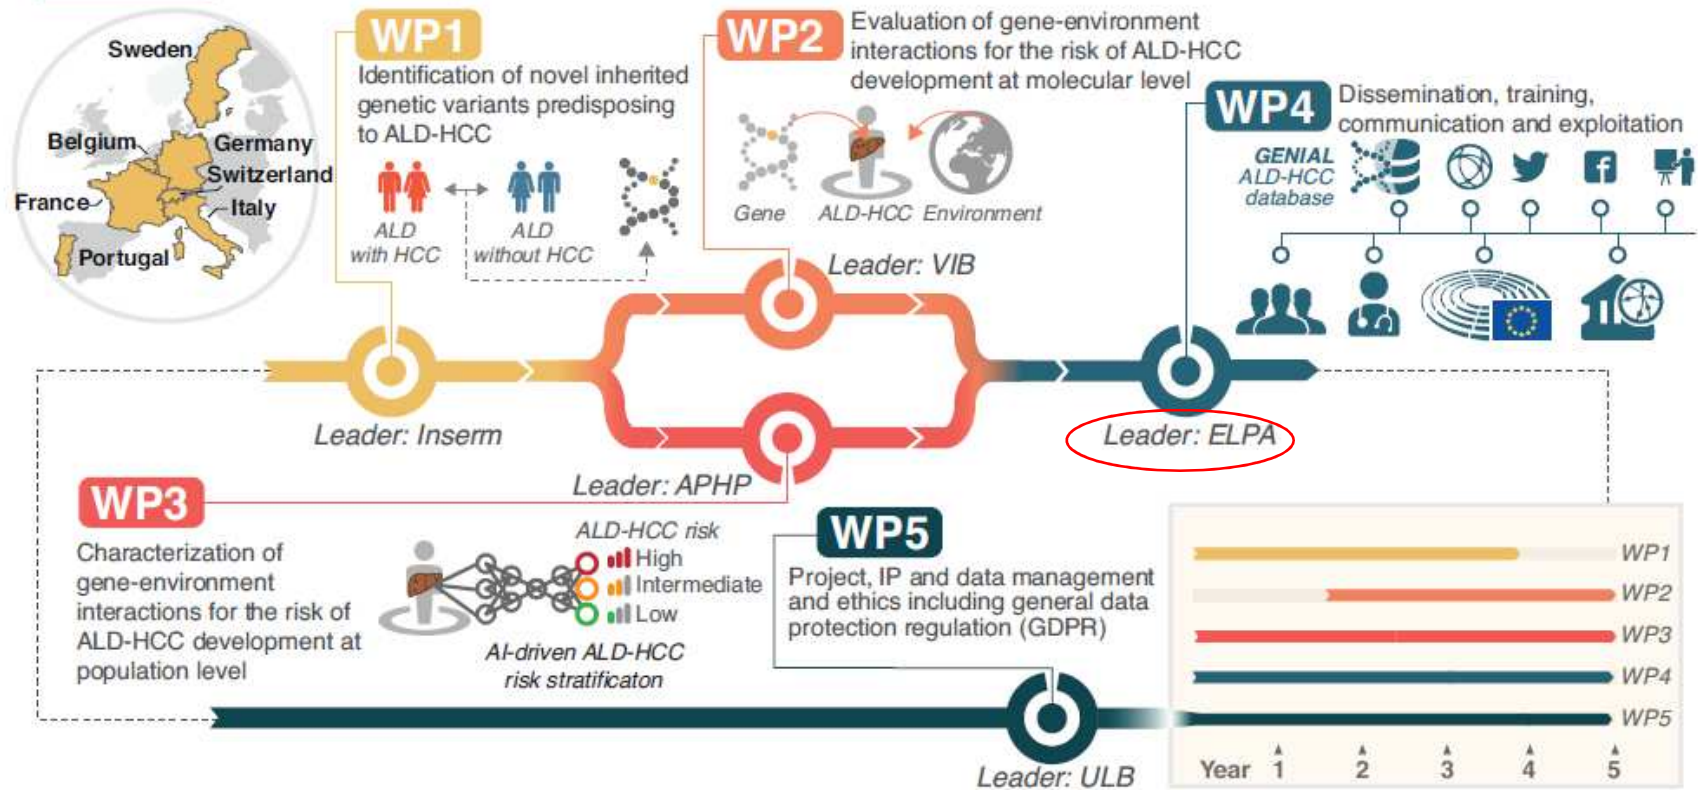 Sweden
Belgium
Germany
Switzerland
France
Italy
Portugal
WP1
Identification of novel inherited
genetic variants predisposing
to ALD-HCC
ALD
with HCC
ALD
without HCC
Leader: Inserm
WP2
Evaluation of gene-environment
interactions for the risk of ALD-HCC
development at molecular level
Gene
ALD-HCC
Environment
Leader: VIB
WP4
Dissemination, training,
communication and exploitation
GENIAL
ALD-HCC
database
Leader: ELPA
Leader: APHP
WP3
Characterization of
gene-environment
interactions for the risk of
ALD-HCC development at
population level
ALD-HCC risk
High
Intermediate
Low
AI-driven ALD-HCC
risk stratificaton
WP5
Project, IP and data management
and ethics including general data
protection regulation (GDPR)
Leader: ULB
WP1
WP2
WP3
WP4
WP5
Year 1 2 3 4 5